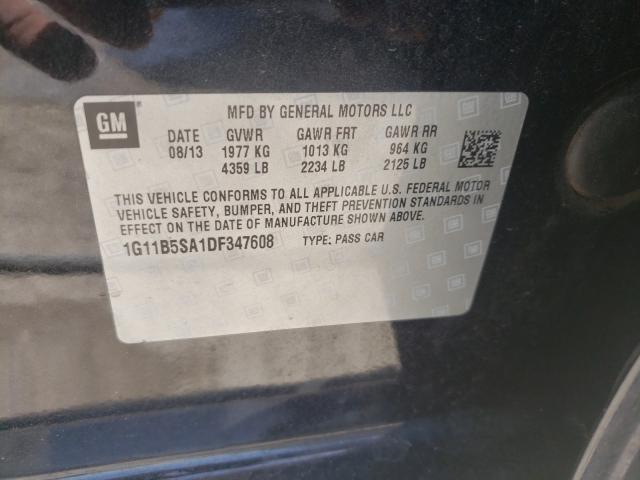 GM
MFD BY GENERAL MOTORS LLC
DATE GVWR GAWR FRT GAWR RR
08/13 1977 KG 1013 KG 964 KG
4359 LB 2234 LB 2125 LB
THIS VEHICLE CONFORMS TO ALL APPLICABLE U.S. FEDERAL MOTOR
VEHICLE SAFETY, BUMPER, AND THEFT PREVENTION STANDARDS IN
EFFECT ON THE DATE OF MANUFACTURE SHOWN ABOVE.
1G11B5SA1DF347608 TYPE: PASS CAR